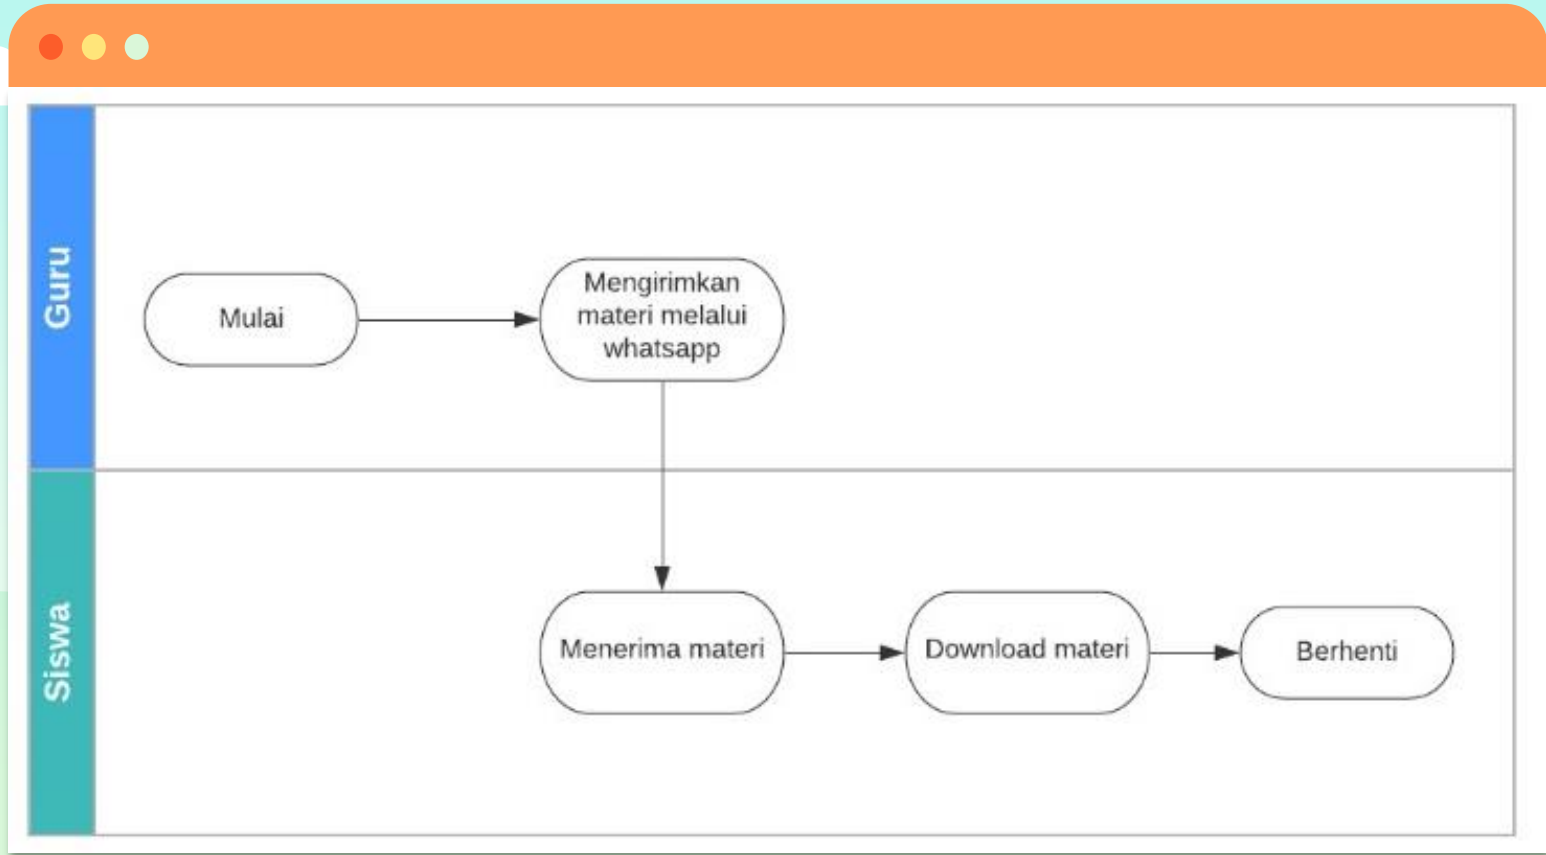 Guru
Mulai
Mengirimkan
materi melalui
whatsapp
Siswa
Menerima materi
Download materi
Berhenti